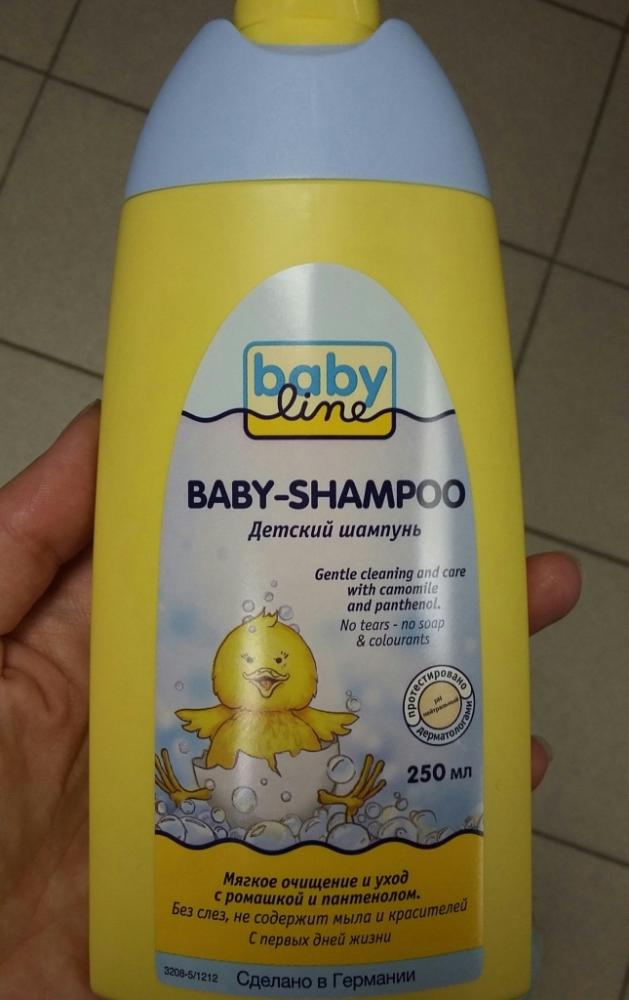 baby
line
BABY-SHAMPOO
Детский шампунь
Gentle cleaning and care
with camomile
and panthenol.
No tears - no soap
& colourants
протестировано
pH
нейтральный
дерматологами
250 мл
Мягкое очищение и уход
с ромашкой и пантенолом.
Без слез, не содержит мыла и красителей
С первых дней жизни
3208-5/1212 Сделано в Германии